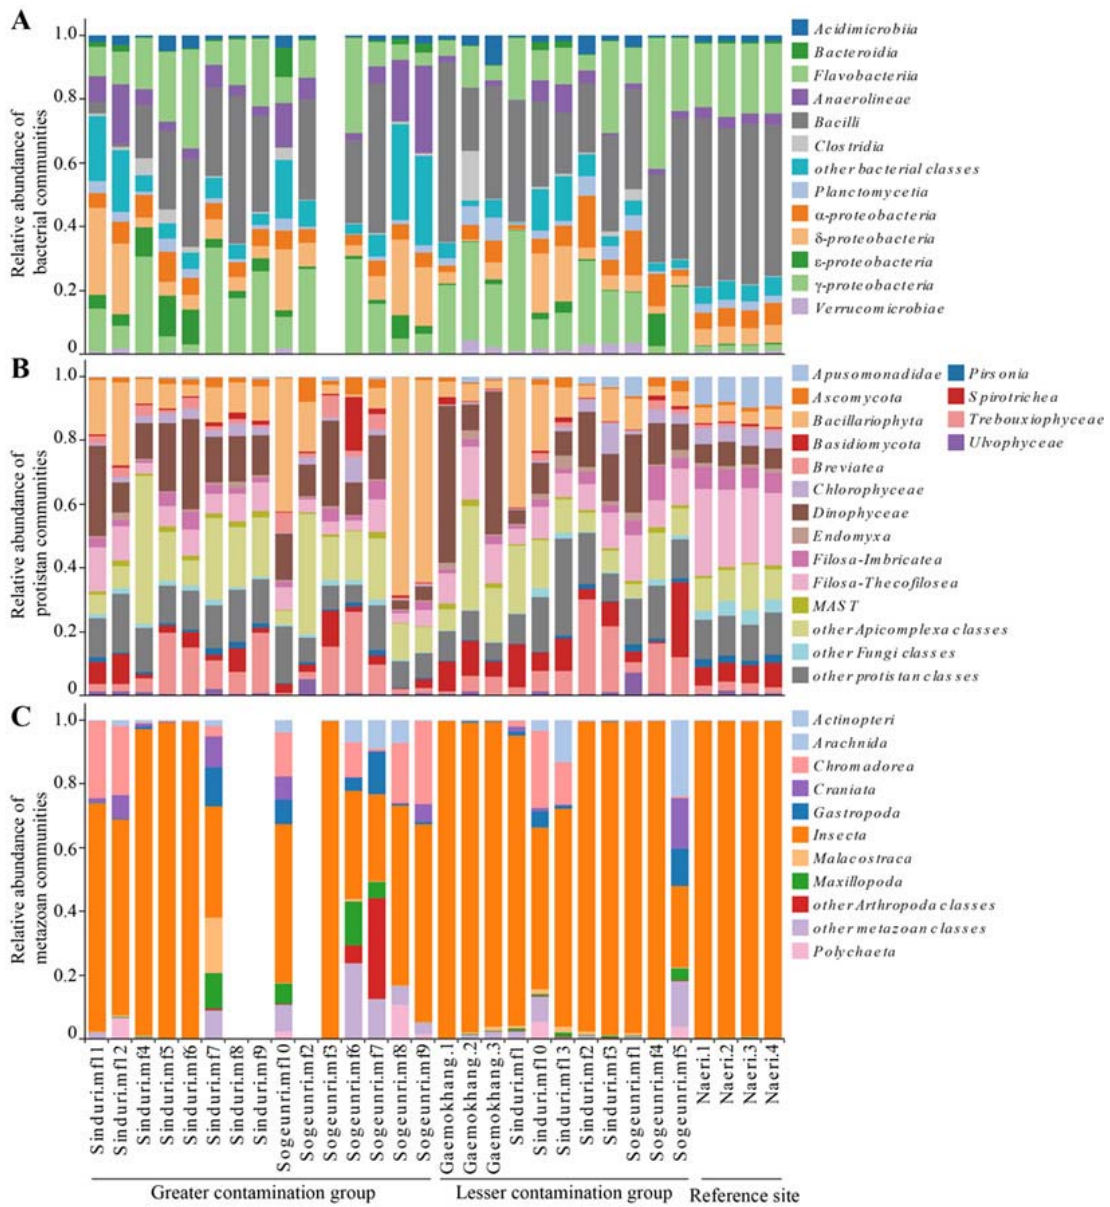 A
1.0
0.8
0.6
0.4
0.2
0
Relative abundance of
bacterial communities
Acidimicrobiia
Bacteroidia
Flavobacteriia
Anaerolineae
Bacilli
Clostridia
other bacterial classes
Planctomycetia
α-proteobacteria
δ-proteobacteria
ε-proteobacteria
γ-proteobacteria
Verrucomicrobiae
B
1.0
0.8
0.6
0.4
0.2
0
Relative abundance of
protistan communities
Apusomonadidae
Ascomycota
Bacillariophyta
Basidiomycota
Breviatea
Chlorophyceae
Dinophyceae
Endomyxa
Filosa-Imbricatea
Filosa-Thecofilosea
MAST
other Apicomplexa classes
other Fungi classes
other protistan classes
Pirsonia
Spirotrichea
Trebouxiophyceae
Ulvophyceae
C
1.0
0.8
0.6
0.4
0.2
0
Relative abundance of
metazoan communities
Actinopteri
Arachnida
Chromadorea
Craniata
Gastropoda
Insecta
Malacostraca
Maxillopoda
other Arthropoda classes
other metazoan classes
Polychaeta
Sinduri.mf11
Sinduri.mf12
Sinduri.mf4
Sinduri.mf5
Sinduri.mf6
Sinduri.mf7
Sinduri.mf8
Sinduri.mf9
Sogeunri.mf10
Sogeunri.mf2
Sogeunri.mf3
Sogeunri.mf6
Sogeunri.mf7
Sogeunri.mf8
Sogeunri.mf9
Gaemokhang.1
Gaemokhang.2
Gaemokhang.3
Sinduri.mf1
Sinduri.mf10
Sinduri.mf13
Sinduri.mf2
Sinduri.mf3
Sogeunri.mf1
Sogeunri.mf4
Sogeunri.mf5
Naeri.1
Naeri.2
Naeri.3
Naeri.4
Greater contamination group
Lesser contamination group
Reference site